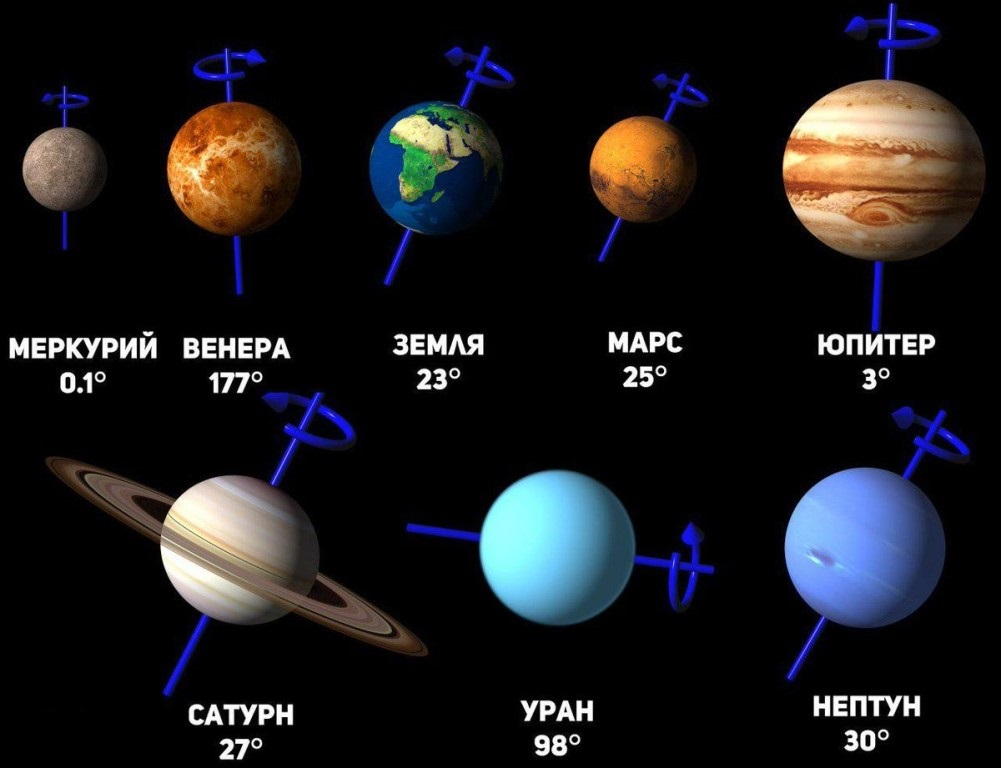 МЕРКУРИЙ
0.1°
ВЕНЕРА
177°
ЗЕМЛЯ
23°
МАРС
25°
ЮПИТЕР
3°
САТУРН
27°
УРАН
98°
НЕПТУН
30°